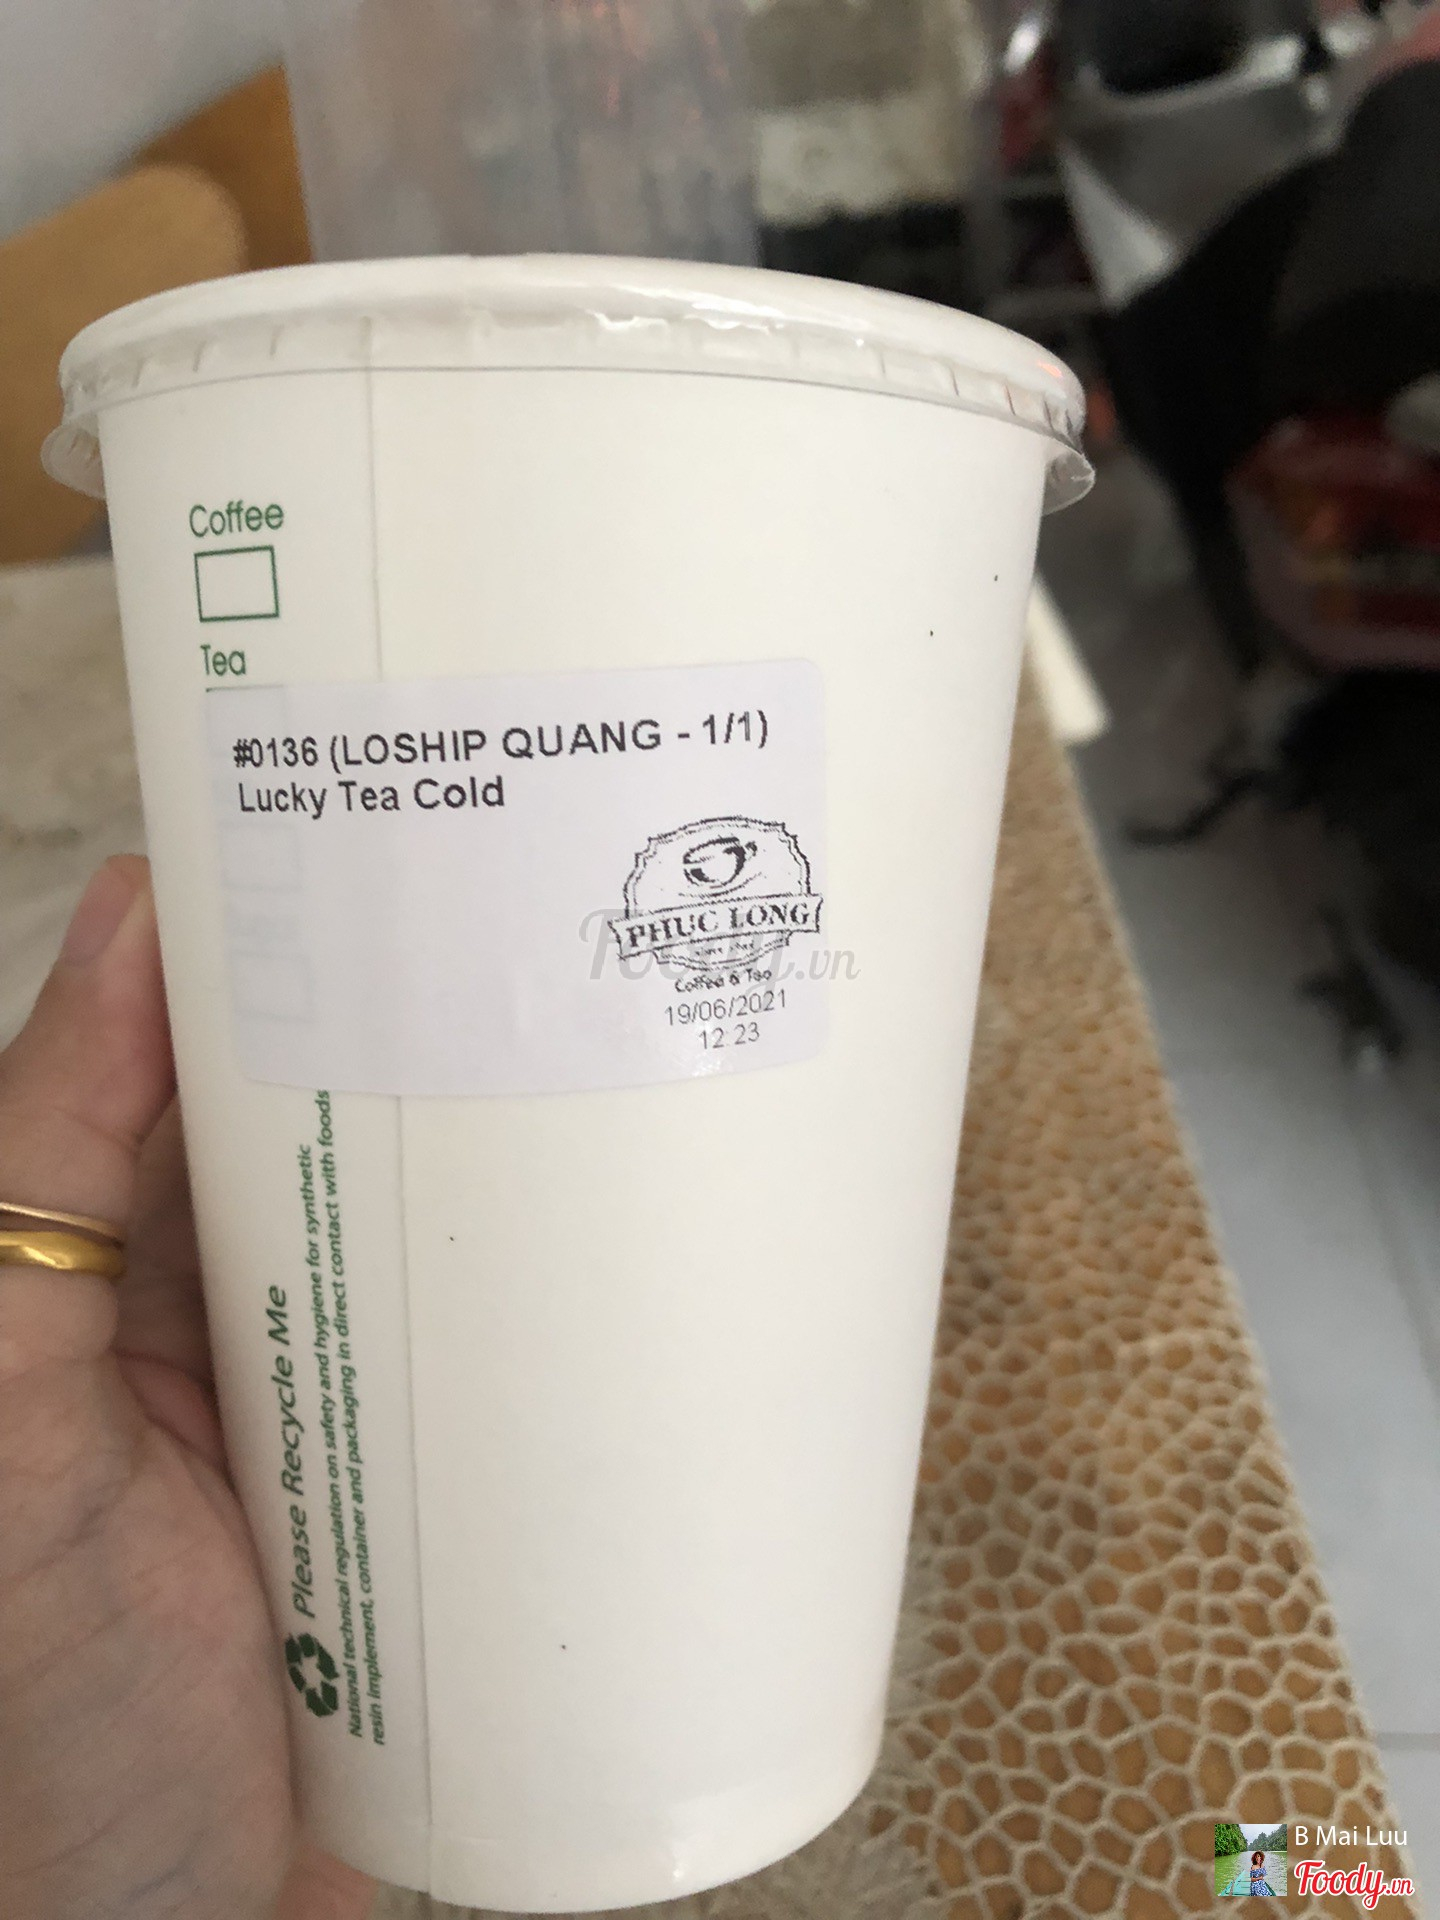 Coffee
Tea
#0136 (LOSHIP QUANG - 1/1)
Lucky Tea Cold
PHUC LONG
Coffee & Tea
19/06/2021
12:23
Please Recycle Me
National technical regulation on safety and hygiene for synthetic
resin implement, container and packaging in direct contact with foods
Foody.vn
B Mai Luu
Foody.vn